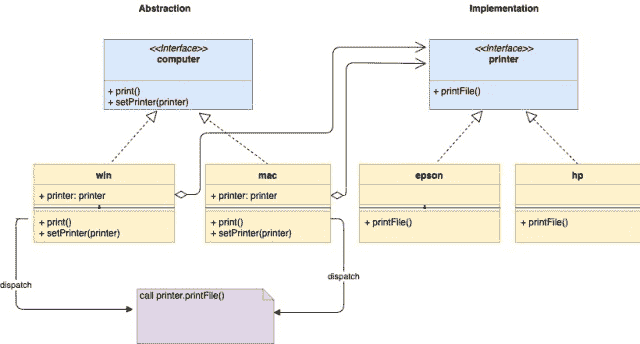 Abstraction
Implementation
<<Interface>>
computer
+ print()
+ setPrinter(printer)
<<Interface>>
printer
+ printFile()
win
+ printer: printer
+ print()
+ setPrinter(printer)
mac
+ printer: printer
+ print()
+ setPrinter(printer)
epson
+ printFile()
hp
+ printFile()
dispatch
dispatch
call printer.printFile()